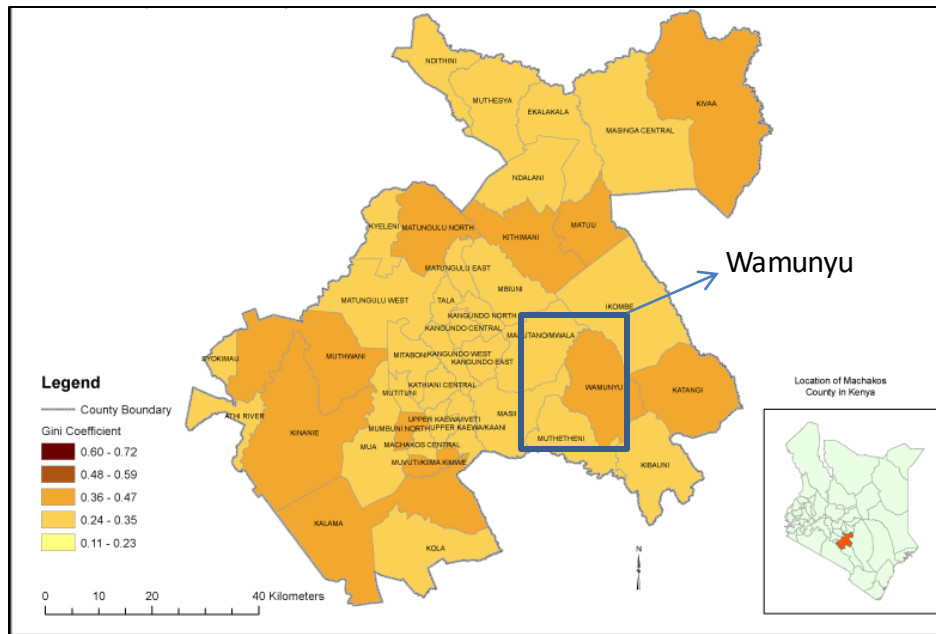 NDITHINI
MUTHESYA
EKALAKALA
MASINGA CENTRAL
KIVAA
NDALANI
KYELENI
MATUNGULU NORTH
KITHIMANI
MATUU
MATUNGULU EAST
Wamunyu
MATUNGULU WEST
TALA
MBIUNI
IKOMBE
KANGUNDO NORTH
KANGUNDO CENTRAL
MUTHWANI
MITABONI
KANGUNDO WEST
KANGUNDO EAST
KATHIANI CENTRAL
WAMUNYU
KATANGI
MUTITUNI
ATHI RIVER
KINANIE
MASII
UPPER KAEWA/IVETI
MUMBUNI NORTH
UPPER KAEWA/KAANI
MUTHETHENI
MUA
MACHAKOS CENTRAL
MUVUTI/KIIMA KIMWE
KIBAUNI
KALAMA
KOLA
Legend
County Boundary
Gini Coefficient
0.60 - 0.72
0.48 - 0.59
0.36 - 0.47
0.24 - 0.35
0.11 - 0.23
0 10 20 40 Kilometers
N
Location of Machakos
County in Kenya